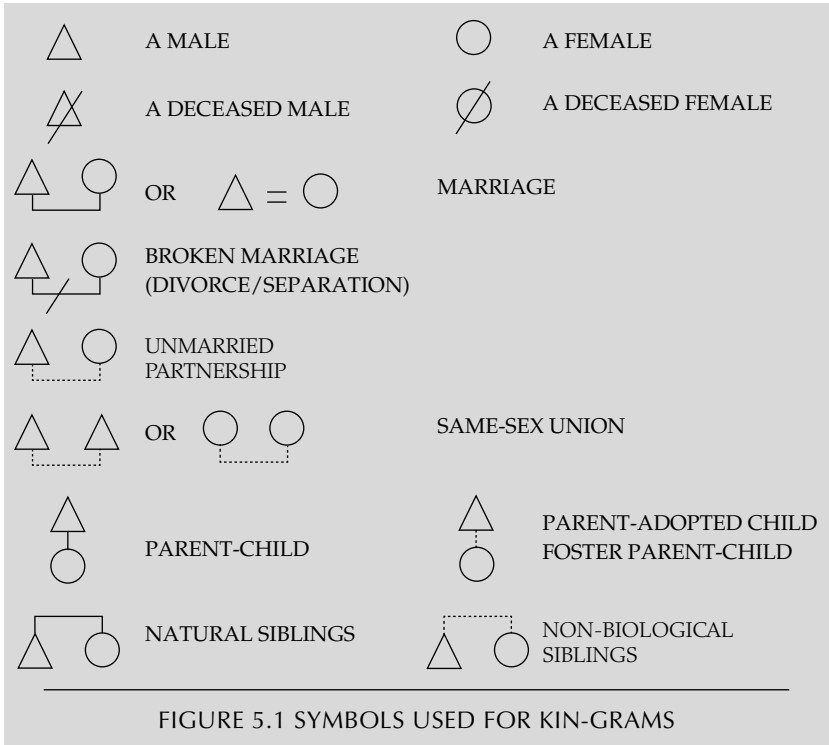 A MALE
A FEMALE
A DECEASED MALE
A DECEASED FEMALE
OR
MARRIAGE
BROKEN MARRIAGE
(DIVORCE/SEPARATION)
UNMARRIED
PARTNERSHIP
OR
SAME-SEX UNION
PARENT-CHILD
PARENT-ADOPTED CHILD
FOSTER PARENT-CHILD
NATURAL SIBLINGS
NON-BIOLOGICAL
SIBLINGS
FIGURE 5.1 SYMBOLS USED FOR KIN-GRAMS